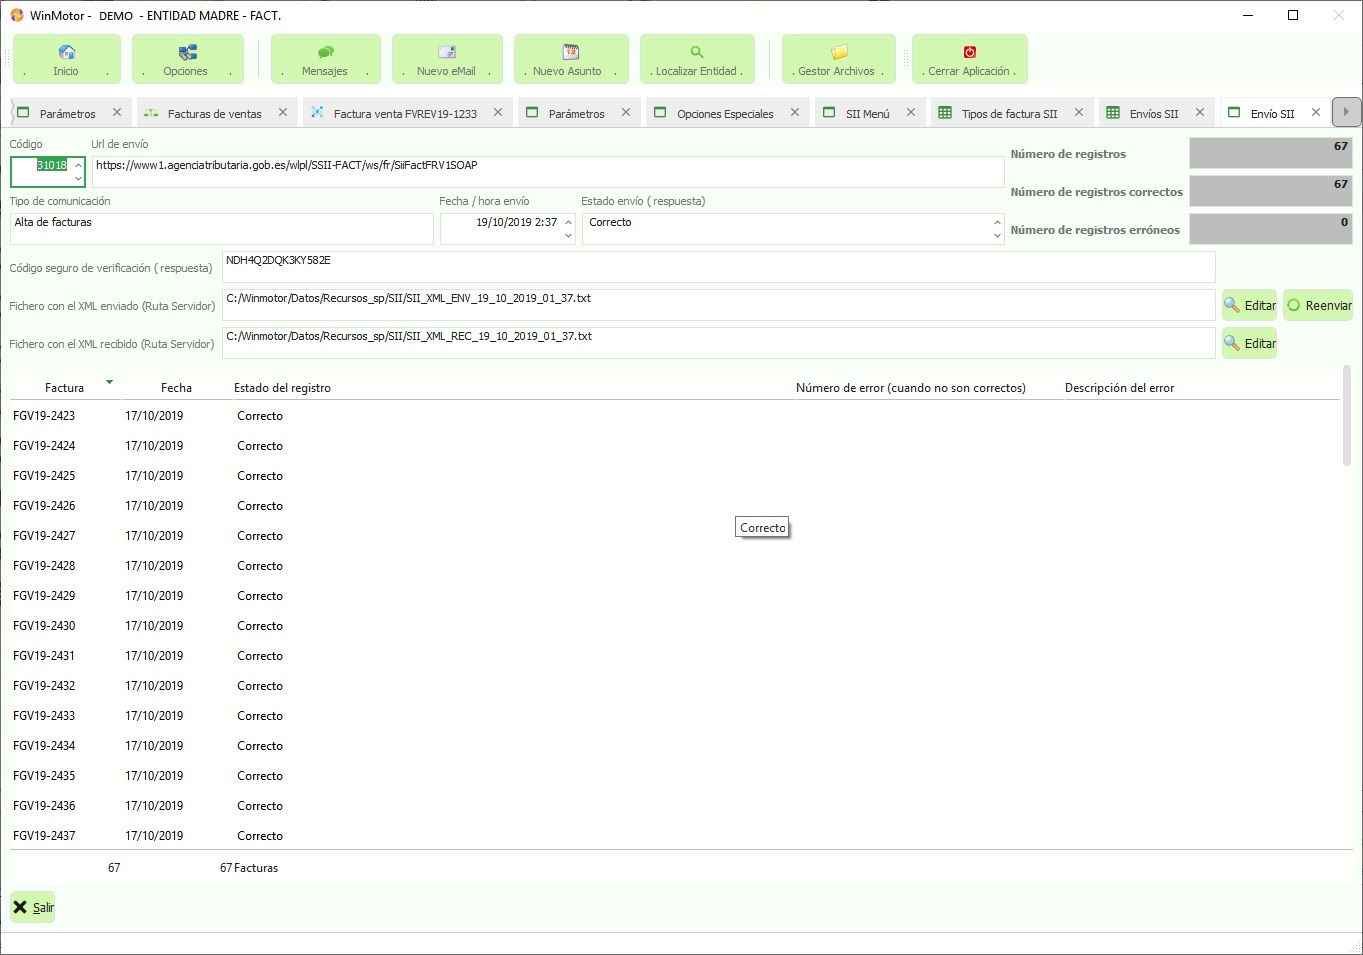 WinMotor -  DEMO  - ENTIDAD MADRE - FACT.
. Inicio .
. Opciones .
. Mensajes .
. Nuevo eMail .
. Nuevo Asunto .
. Localizar Entidad .
. Gestor Archivos .
. Cerrar Aplicación .
Parámetros
Facturas de ventas
Factura venta FVREV19-1233
Parámetros
Opciones Especiales
SII Menú
Tipos de factura SII
Envíos SII
Envío SII
Código
Url de envío
31018
https://www1.agenciatributaria.gob.es/wlpl/SSII-FACT/ws/fr/SiiFactFRV1SOAP
Número de registros
67
Número de registros correctos
67
Número de registros erróneos
0
Tipo de comunicación
Fecha / hora envío
Estado envío ( respuesta)
Alta de facturas
19/10/2019 2:37
Correcto
Código seguro de verificación ( respuesta)
NDH4Q2DQK3KY582E
Fichero con el XML enviado (Ruta Servidor)
C:/Winmotor/Datos/Recursos_sp/SII/SII_XML_ENV_19_10_2019_01_37.txt
Editar
Reenviar
Fichero con el XML recibido (Ruta Servidor)
C:/Winmotor/Datos/Recursos_sp/SII/SII_XML_REC_19_10_2019_01_37.txt
Editar
Factura Fecha Estado del registro Número de error (cuando no son correctos) Descripción del error
FGV19-2423 17/10/2019 Correcto
FGV19-2424 17/10/2019 Correcto
FGV19-2425 17/10/2019 Correcto
FGV19-2426 17/10/2019 Correcto
Correcto
FGV19-2427 17/10/2019 Correcto
FGV19-2428 17/10/2019 Correcto
FGV19-2429 17/10/2019 Correcto
FGV19-2430 17/10/2019 Correcto
FGV19-2431 17/10/2019 Correcto
FGV19-2432 17/10/2019 Correcto
FGV19-2433 17/10/2019 Correcto
FGV19-2434 17/10/2019 Correcto
FGV19-2435 17/10/2019 Correcto
FGV19-2436 17/10/2019 Correcto
FGV19-2437 17/10/2019 Correcto
67 67 Facturas
Salir